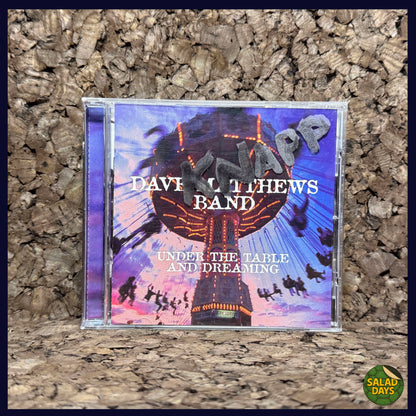 KNAPP
DAVE MATTHEWS
BAND
UNDER THE TABLE
AND DREAMING
SALAD
DAYS